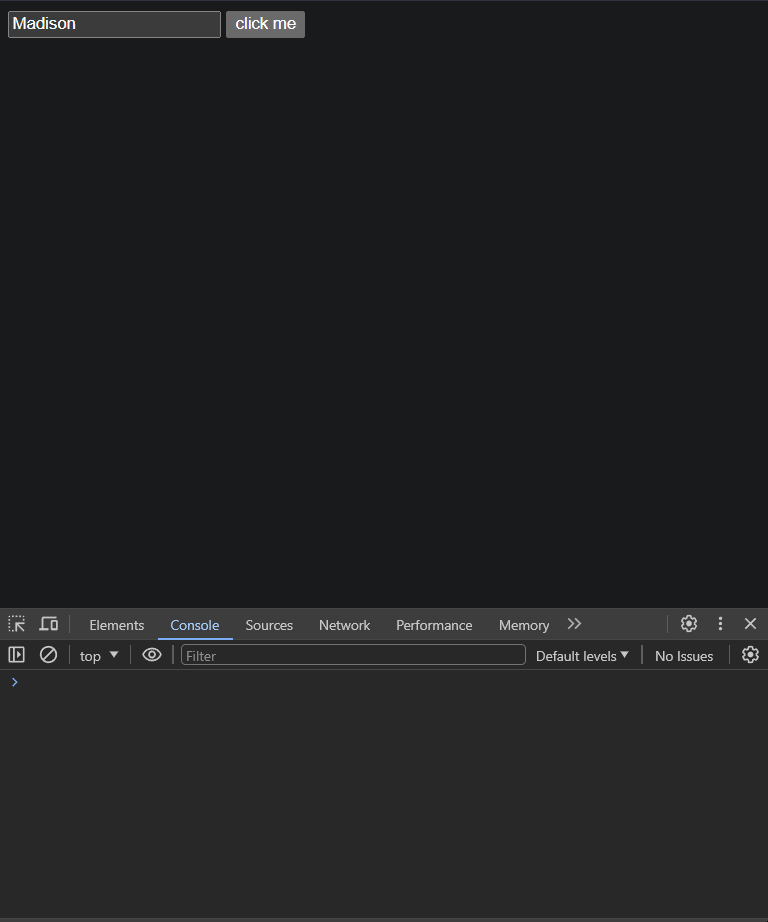 Madison click me
Elements Console Sources Network Performance Memory
top Filter Default levels No Issues